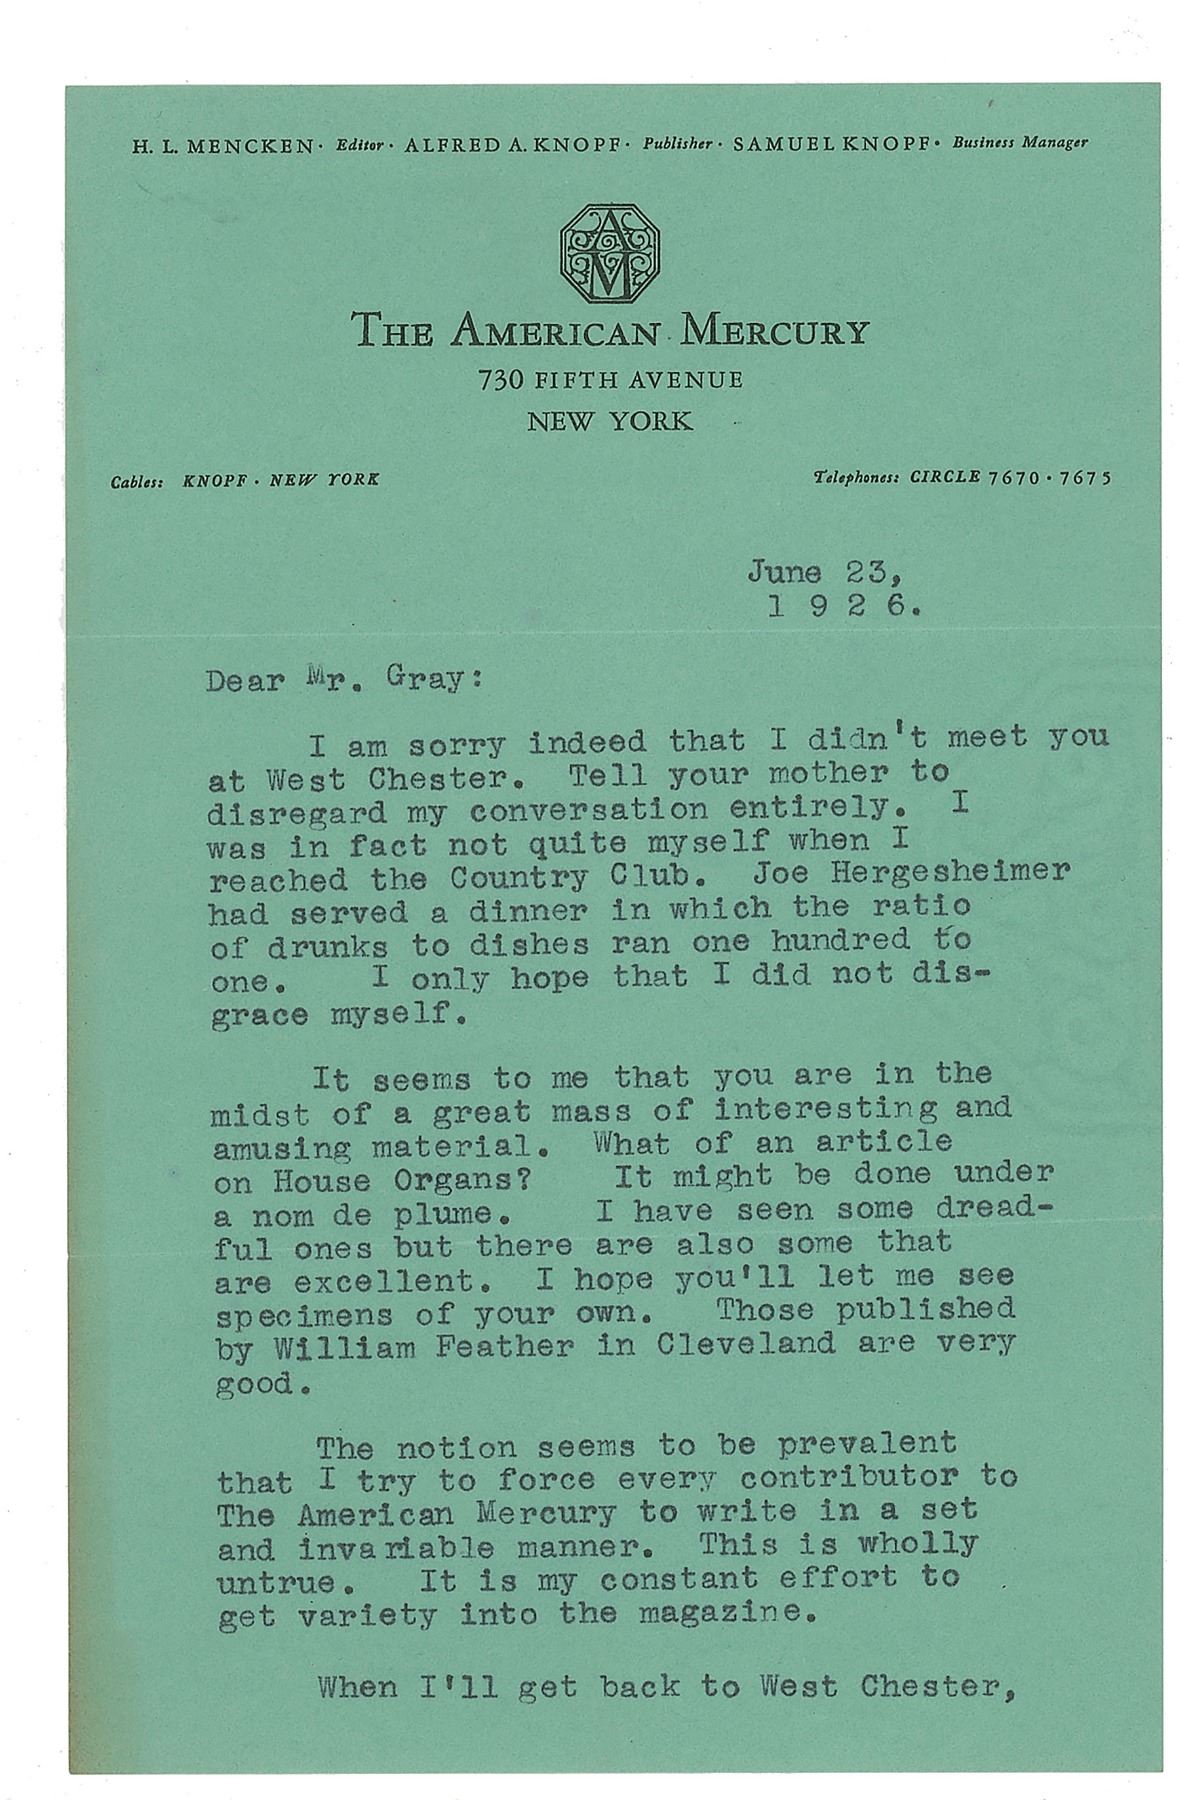 H. L. MENCKEN · Editor · ALFRED A. KNOPF · Publisher · SAMUEL KNOPF · Business Manager
AM
THE AMERICAN MERCURY
730 FIFTH AVENUE
NEW YORK
Cables: KNOPF · NEW YORK Telephones: CIRCLE 7670 · 7675
June 23,
1 9 2 6.
Dear Mr. Gray:
I am sorry indeed that I didn't meet you
at West Chester. Tell your mother to
disregard my conversation entirely. I
was in fact not quite myself when I
reached the Country Club. Joe Hergesheimer
had served a dinner in which the ratio
of drunks to dishes ran one hundred to
one. I only hope that I did not dis-
grace myself.
It seems to me that you are in the
midst of a great mass of interesting and
amusing material. What of an article
on House Organs? It might be done under
a nom de plume. I have seen some dread-
ful ones but there are also some that
are excellent. I hope you'll let me see
specimens of your own. Those published
by William Feather in Cleveland are very
good.
The notion seems to be prevalent
that I try to force every contributor to
The American Mercury to write in a set
and invariable manner. This is wholly
untrue. It is my constant effort to
get variety into the magazine.
When I'll get back to West Chester,